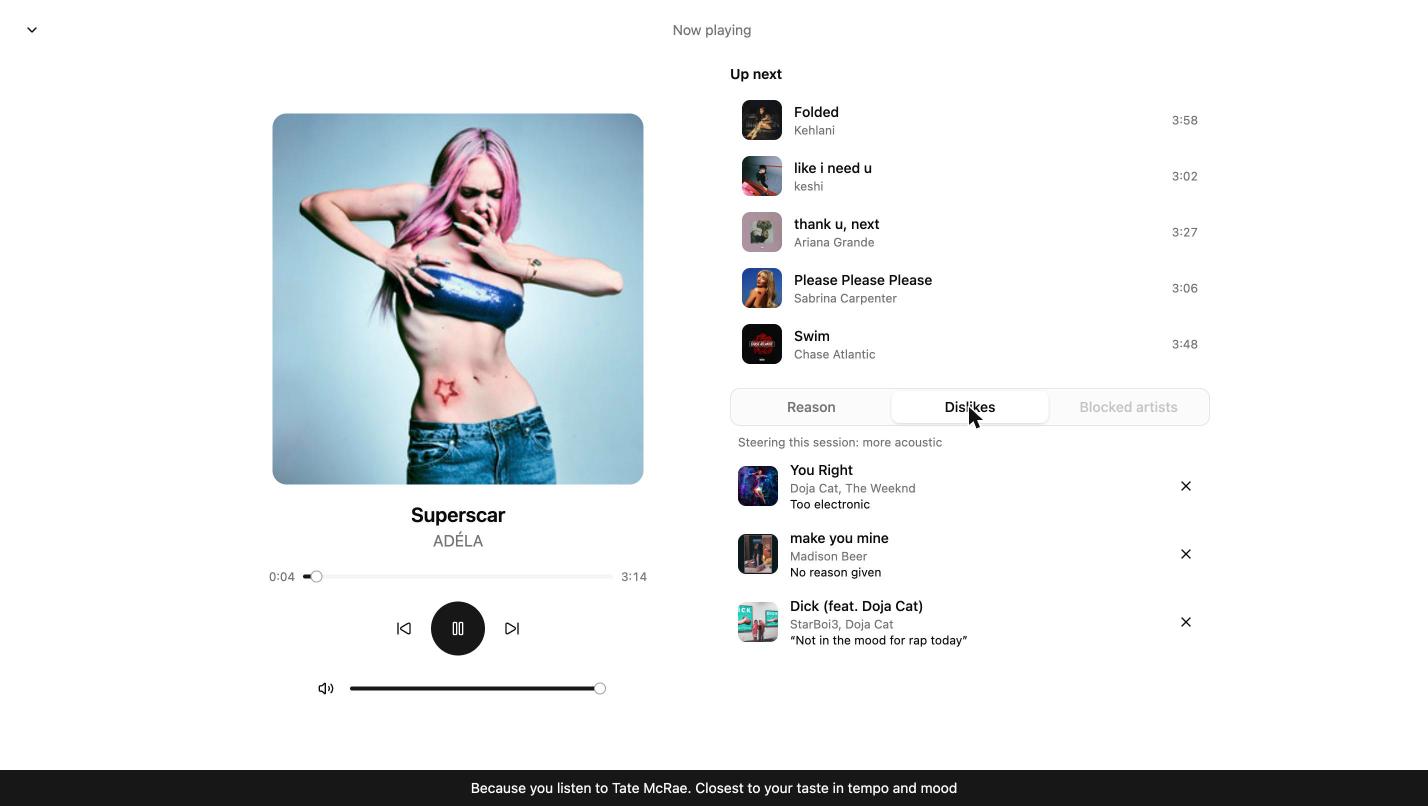 Now playing
Up next
Folded
Kehlani
3:58
like i need u
keshi
3:02
thank u, next
Ariana Grande
3:27
Please Please Please
Sabrina Carpenter
3:06
Swim
Chase Atlantic
3:48
Reason
Dislikes
Blocked artists
Steering this session: more acoustic
You Right
Doja Cat, The Weeknd
Too electronic
make you mine
Madison Beer
No reason given
Dick (feat. Doja Cat)
StarBoi3, Doja Cat
“Not in the mood for rap today”
Superscar
ADÉLA
0:04
3:14
Because you listen to Tate McRae. Closest to your taste in tempo and mood